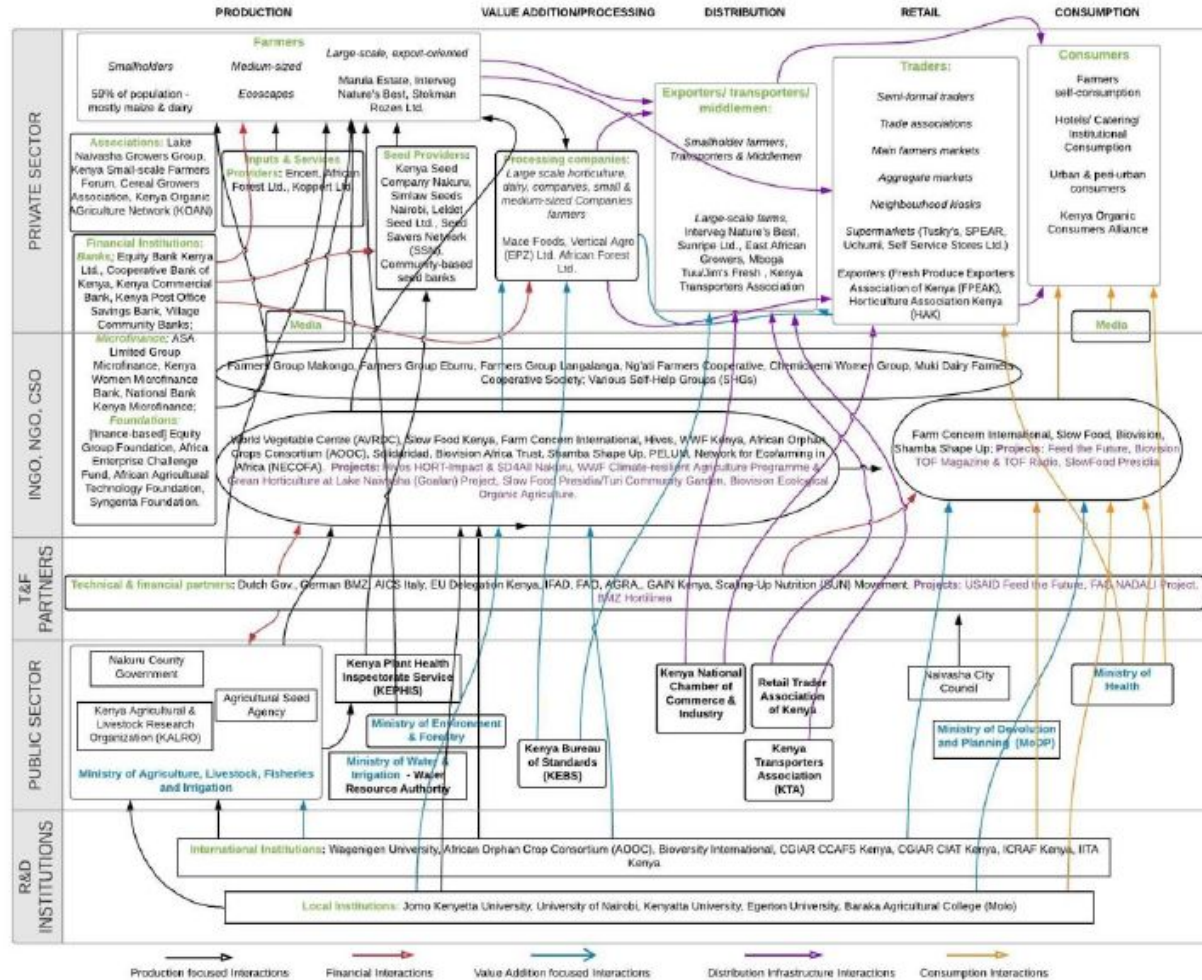 PRODUCTION
VALUE ADDITION/PROCESSING
DISTRIBUTION
RETAIL
CONSUMPTION
PRIVATE SECTOR
Farmers
Smallholders
59% of population -
mostly maize & dairy
Medium-sized
Ecoscapes
Large-scale, export-oriented
Marula Estate, Interveg
Nature's Best, Stokman
Rozes Ltd.
Associations: Lake
Naivasha Growers Group,
Kenya Small-scale Farmers
Forum, Cereal Growers
Association, Kenya Organic
AGriculture Network (KOAN)
Inputs & Services
Providers: Encert, African
Forest Ltd., Koppert Ltd.
Seed Providers:
Kenya Seed
Company Nakuru,
Simlaw Seeds
Nairobi, Leldet
Seed Ltd., Seed
Savers Network
(SSN),
Community-based
seed banks
Processing companies:
Large scale horticulture,
dairy, companies, small &
medium-sized Companies
farmers
Mace Foods, Vertical Agro
(EPZ) Ltd. African Forest
Ltd.
Exporters/ transporters/
middlemen:
Smallholder farmers,
Transporters & Middlemen
Large-scale farms,
Interveg Nature's Best,
Sunripe Ltd., East African
Growers, Mboga
Tuu/Jim's Fresh , Kenya
Transporters Association
Traders:
Semi-formal traders
Trade associations
Main farmers markets
Aggregate markets
Neighbourhood kiosks
Supermarkets (Tusky's, SPEAR,
Uchumi, Self Service Stores Ltd.)
Exporters (Fresh Produce Exporters
Association of Kenya (FPEAK),
Horticulture Association Kenya
(HAK)
Consumers
Farmers
self-consumption
Hotels/ Catering/
Institutional
Consumption
Urban & peri-urban
consumers
Kenya Organic
Consumers Alliance
Financial Institutions:
Banks; Equity Bank Kenya
Ltd., Cooperative Bank of
Kenya, Kenya Commercial
Bank, Kenya Post Office
Savings Bank, Village
Community Banks;
Microfinance; ASA
Limited Group
Microfinance, Kenya
Women Microfinance
Bank, National Bank
Kenya Microfinance;
Foundations:
[finance-based] Equity
Group Foundation, Africa
Enterprise Challenge
Fund, African Agricultural
Technology Foundation,
Syngenta Foundation.
Media
Media
INGO, NGO, CSO
Farmers Group Makongo, Farmers Group Eburru, Farmers Group Langalanga, Ng'ati Farmers Cooperative, Chemichemi Women Group, Muki Dairy Farmers
Cooperative Society; Various Self-Help Groups (SHGs)
World Vegetable Centre (AVRDC), Slow Food Kenya, Farm Concern International, Hivos, WWF Kenya, African Orphan
Crops Consortium (AOOC), Solidaridad, Biovision Africa Trust, Shamba Shape Up, PELUM, Network for Ecofarming in
Africa (NECOFA). Projects: Hivos HORT-Impact & SD4All Nakuru, WWF Climate-resilient Agriculture Programme &
Green Horticulture at Lake Naivasha (Goalan) Project, Slow Food Presidia/Turi Community Garden, Biovision Ecological
Organic Agriculture.
Farm Concern International, Slow Food, Biovision,
Shamba Shape Up; Projects: Feed the Future, Biovision
TOF Magazine & TOF Radio, SlowFood Presidia
T&F
PARTNERS
Technical & financial partners; Dutch Gov., German BMZ, AICS Italy, EU Delegation Kenya, IFAD, FAO, AGRA,, GAIN Kenya, Scaling-Up Nutrition (SUN) Movement. Projects: USAID Feed the Future, FAO NADALI Project,
BMZ Hortilinea
PUBLIC SECTOR
Nakuru County
Government
Agricultural Seed
Agency
Kenya Agricultural &
Livestock Research
Organization (KALRO)
Ministry of Agriculture, Livestock, Fisheries
and Irrigation
Kenya Plant Health
Inspectorate Service
(KEPHIS)
Ministry of Environment
& Forestry
Ministry of Water &
Irrigation - Water
Resource Authority
Kenya Bureau
of Standards
(KEBS)
Kenya National
Chamber of
Commerce &
Industry
Retail Trader
Association
of Kenya
Kenya
Transporters
Association
(KTA)
Naivasha City
Council
Ministry of Devolution
and Planning (MoDP)
Ministry of
Health
R&D
INSTITUTIONS
International Institutions; Wagenigen University, African Orphan Crop Consortium (AOOC), Bioversity International, CGIAR CCAFS Kenya, CGIAR CIAT Kenya, ICRAF Kenya, IITA
Kenya
Local Institutions: Jomo Kenyetta University, University of Nairobi, Kenyatta University, Egerton University, Baraka Agricultural College (Molo)
Production focused Interactions
Financial Interactions
Value Addition focused Interactions
Distribution Infrastructure Interactions
Consumption Interactions